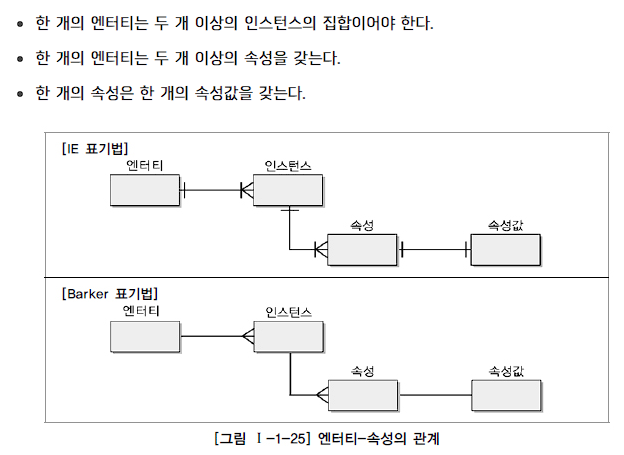 • 한 개의 엔터티는 두 개 이상의 인스턴스의 집합이어야 한다.
• 한 개의 엔터티는 두 개 이상의 속성을 갖는다.
• 한 개의 속성은 한 개의 속성값을 갖는다.
[IE 표기법]
엔터티 인스턴스
속성 속성값
[Barker 표기법]
엔터티 인스턴스
속성 속성값
[그림 Ⅰ-1-25] 엔터티-속성의 관계